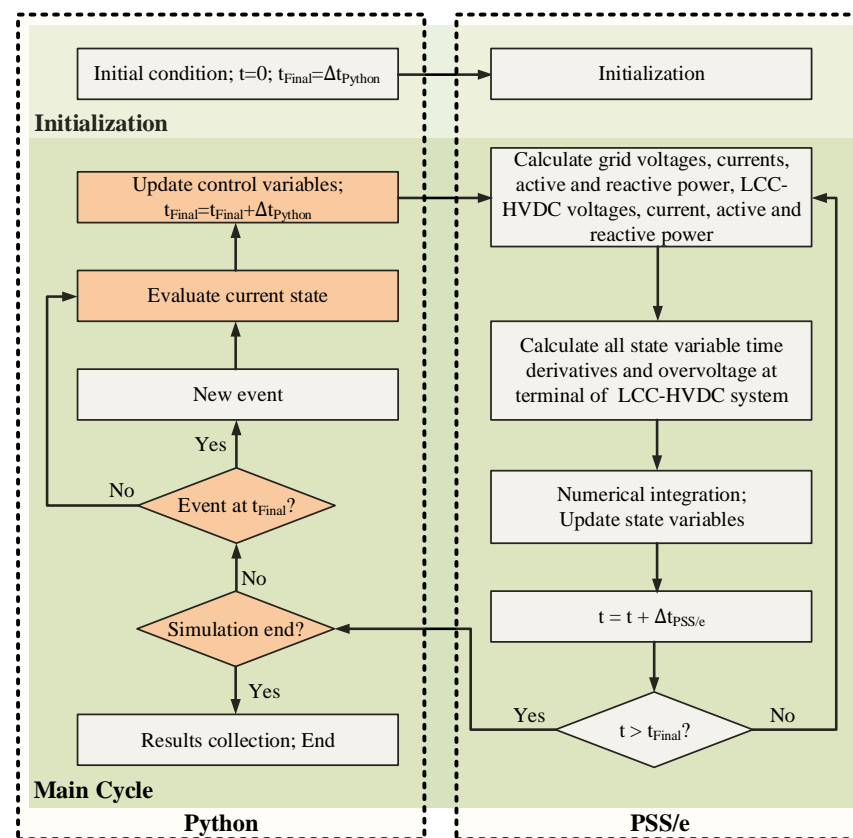 Initial condition; t=0; tFinal=ΔtPython
Initialization
Initialization
Update control variables;
tFinal=tFinal+ΔtPython
Calculate grid voltages, currents,
active and reactive power, LCC-
HVDC voltages, current, active and
reactive power
Evaluate current state
Calculate all state variable time
derivatives and overvoltage at
terminal of LCC-HVDC system
New event
Yes
No
Event at tFinal?
Numerical integration;
Update state variables
No
Simulation end?
t = t + ΔtPSS/e
Yes
Yes
t > tFinal?
No
Results collection; End
Main Cycle
Python
PSS/e